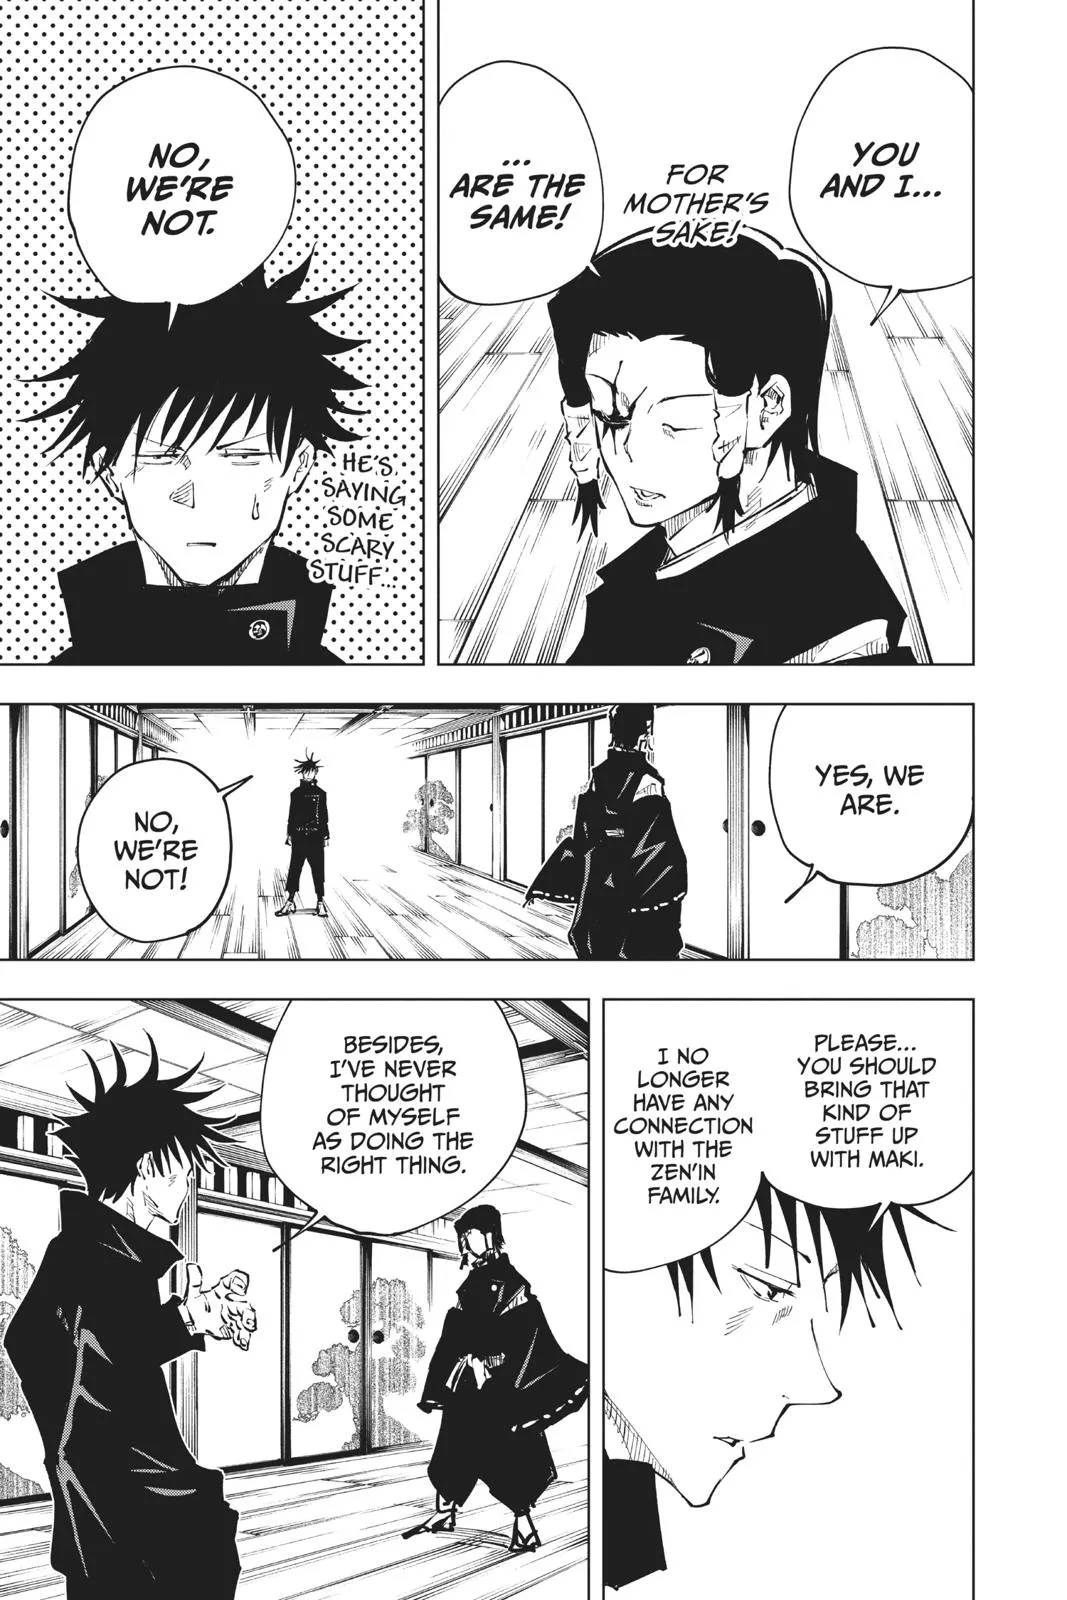 YOU
AND I...
FOR
MOTHER'S
SAKE!
...
ARE THE
SAME!
NO,
WE'RE
NOT.
HE'S
SAYING
SOME
SCARY
STUFF...
YES, WE
ARE.
NO,
WE'RE
NOT!
PLEASE...
YOU SHOULD
BRING THAT
KIND OF
STUFF UP
WITH MAKI.
I NO
LONGER
HAVE ANY
CONNECTION
WITH THE
ZEN'IN
FAMILY.
BESIDES,
I'VE NEVER
THOUGHT
OF MYSELF
AS DOING THE
RIGHT THING.